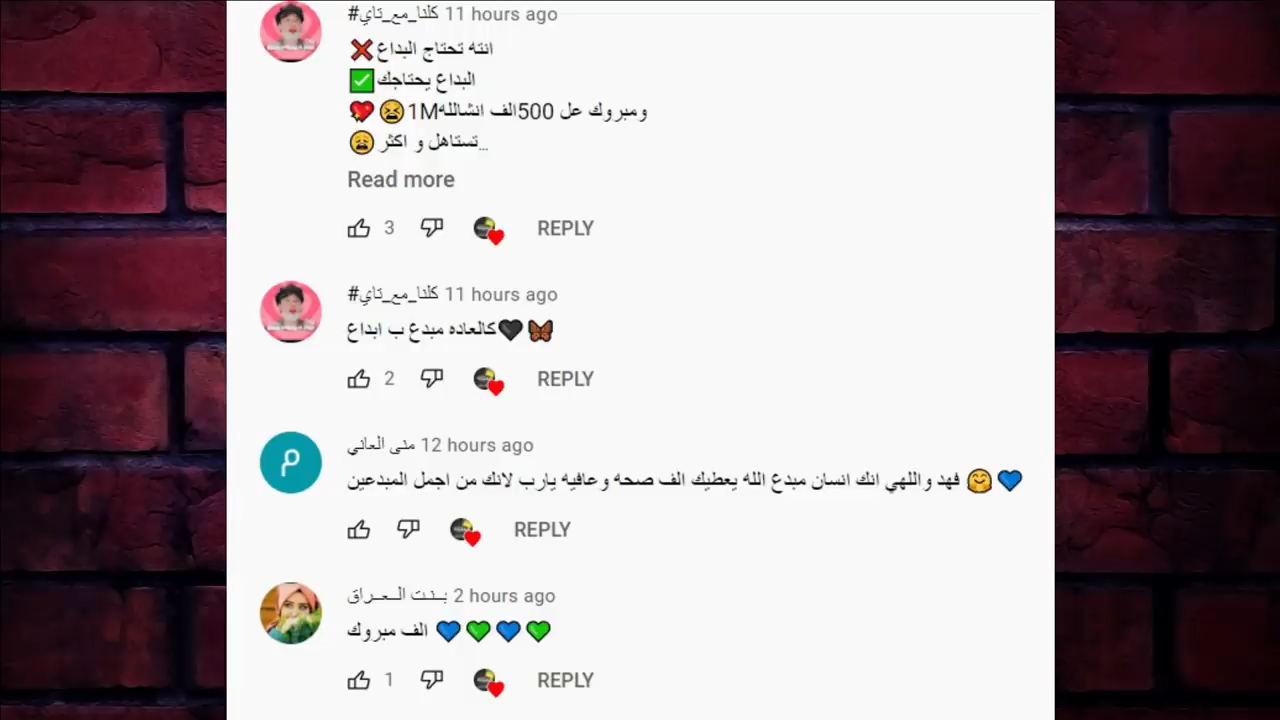 #كلنا_مع_تاي 11 hours ago
انته تحتاج البداع❌
البداع يحتاجك✅
ومبروك عل 500الف انشالله1M😫💖
تستاهل و اكثر 😩...
Read more
3 REPLY
#كلنا_مع_تاي 11 hours ago
كالعاده مبدع ب ابداع🖤🦋
2 REPLY
منى العاني 12 hours ago
فهد واللهي انك انسان مبدع الله يعطيك الف صحه وعافيه يارب لانك من اجمل المبدعين 🤗💙
REPLY
بــنـت الــعــراق 2 hours ago
الف مبروك 💙💚💙💚
1 REPLY